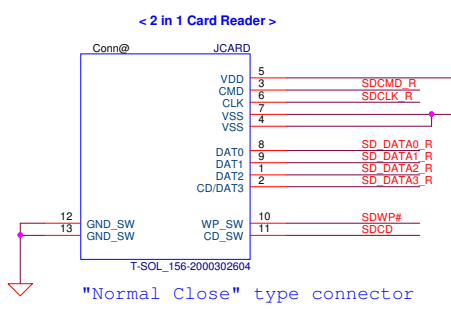 < 2 in 1 Card Reader >
Conn@ JCARD
VDD 5
CMD 3 SDCMD_R
CLK 6 SDCLK_R
VSS 7
VSS 4
DAT0 8 SD_DATA0_R
DAT1 9 SD_DATA1_R
DAT2 1 SD_DATA2_R
CD/DAT3 2 SD_DATA3_R
12 GND_SW WP_SW 10 SDWP#
13 GND_SW CD_SW 11 SDCD
T-SOL_156-2000302604
"Normal Close" type connector